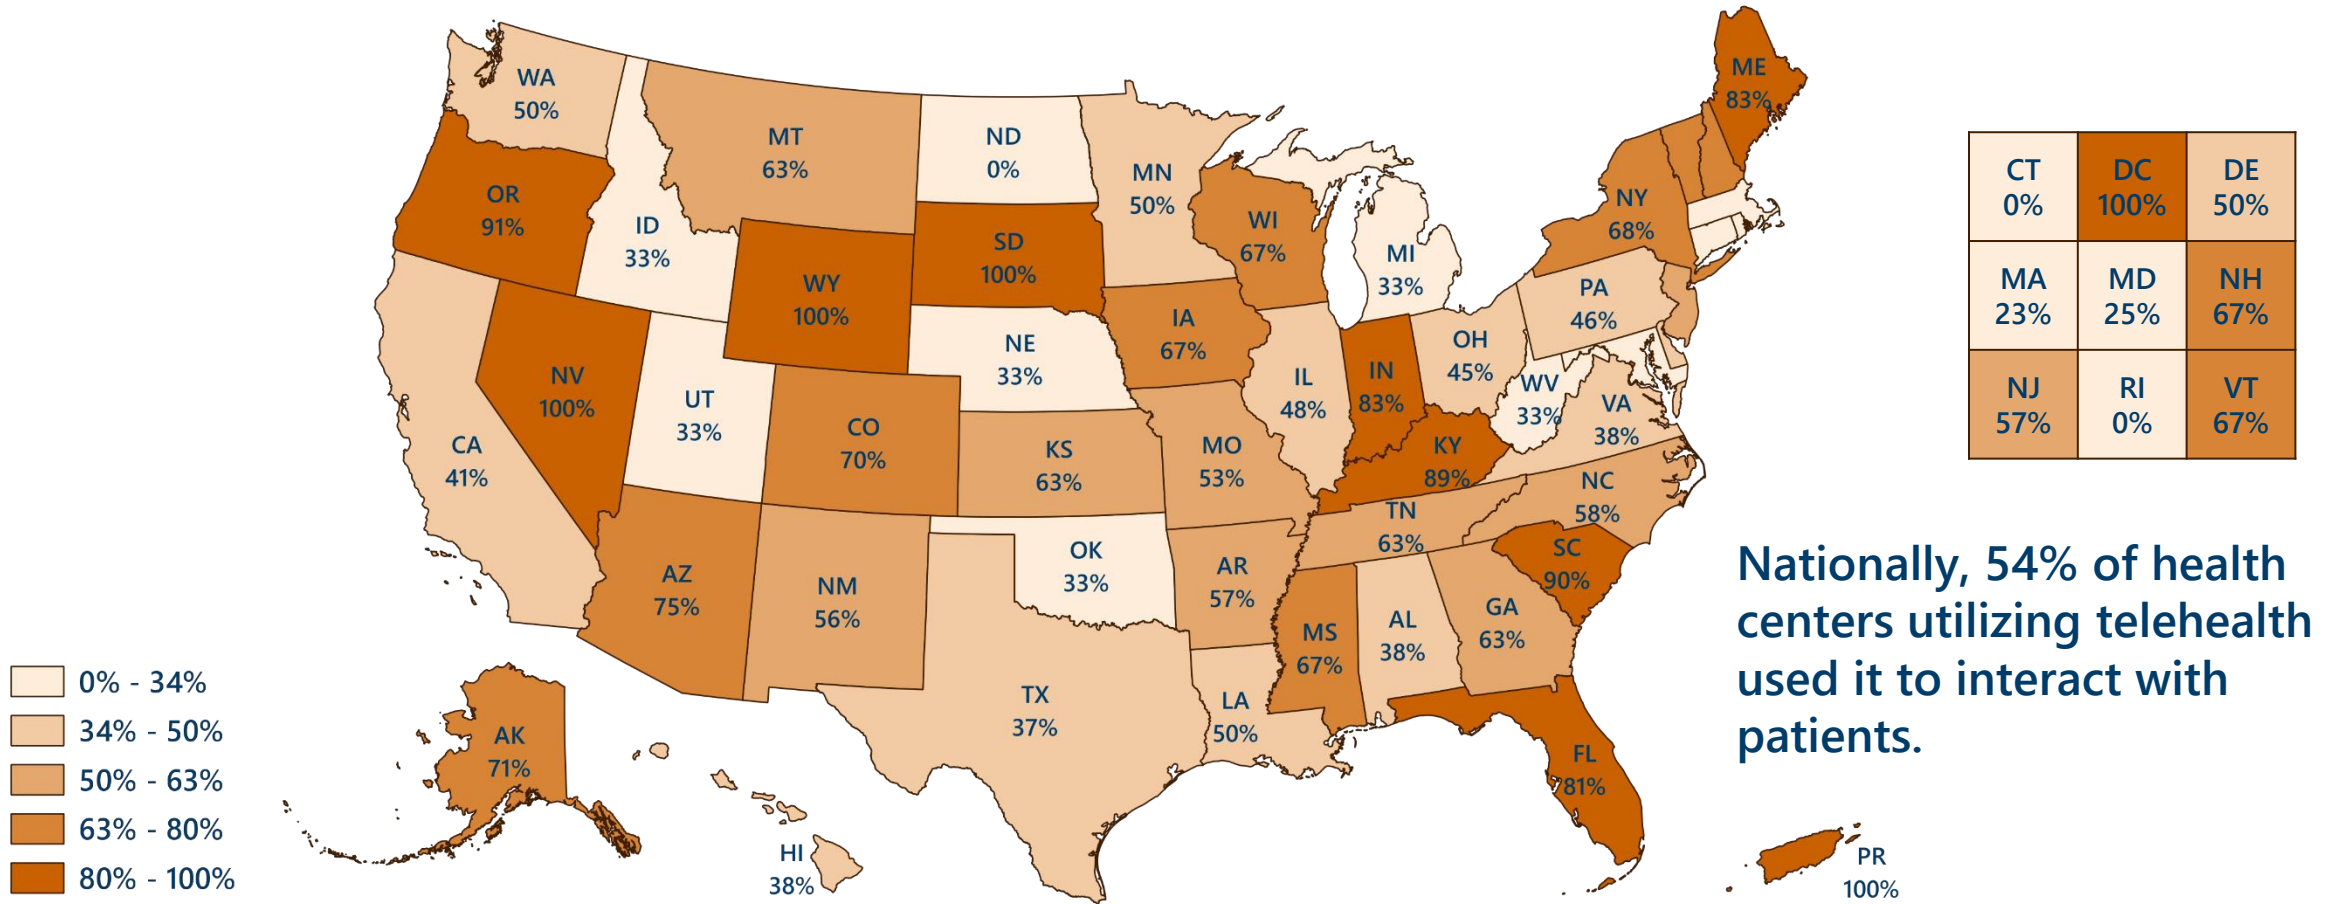 WA
50%
OR
91%
CA
41%
NV
100%
ID
33%
MT
63%
WY
100%
UT
33%
CO
70%
AZ
75%
NM
56%
ND
0%
SD
100%
NE
33%
KS
63%
OK
33%
TX
37%
MN
50%
IA
67%
MO
53%
AR
57%
LA
50%
WI
67%
IL
48%
MI
33%
IN
83%
OH
45%
KY
89%
TN
63%
MS
67%
AL
38%
GA
63%
FL
81%
SC
90%
NC
58%
VA
38%
WV
33%
PA
46%
NY
68%
ME
83%
AK
71%
HI
38%
PR
100%
CT
0%
DC
100%
DE
50%
MA
23%
MD
25%
NH
67%
NJ
57%
RI
0%
VT
67%
Nationally, 54% of health
centers utilizing telehealth
used it to interact with
patients.
0% - 34%
34% - 50%
50% - 63%
63% - 80%
80% - 100%